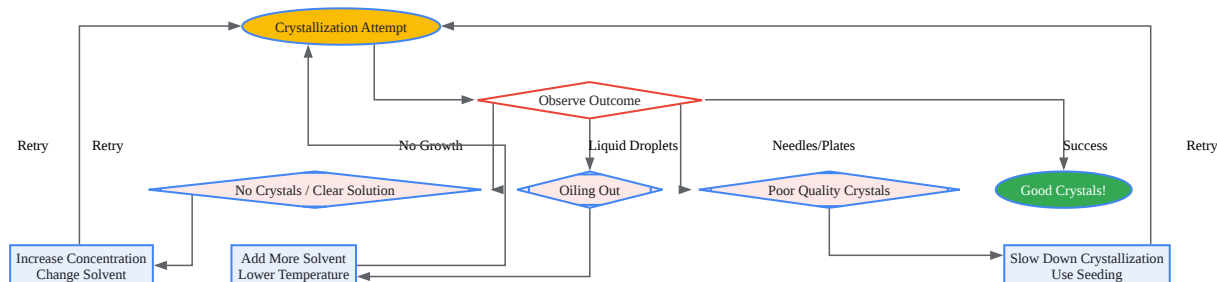 Crystallization Attempt
Observe Outcome
Retry
Retry
No Growth
Liquid Droplets
Needles/Plates
Success
Retry
No Crystals / Clear Solution
Oiling Out
Poor Quality Crystals
Good Crystals!
Increase Concentration
Change Solvent
Add More Solvent
Lower Temperature
Slow Down Crystallization
Use Seeding